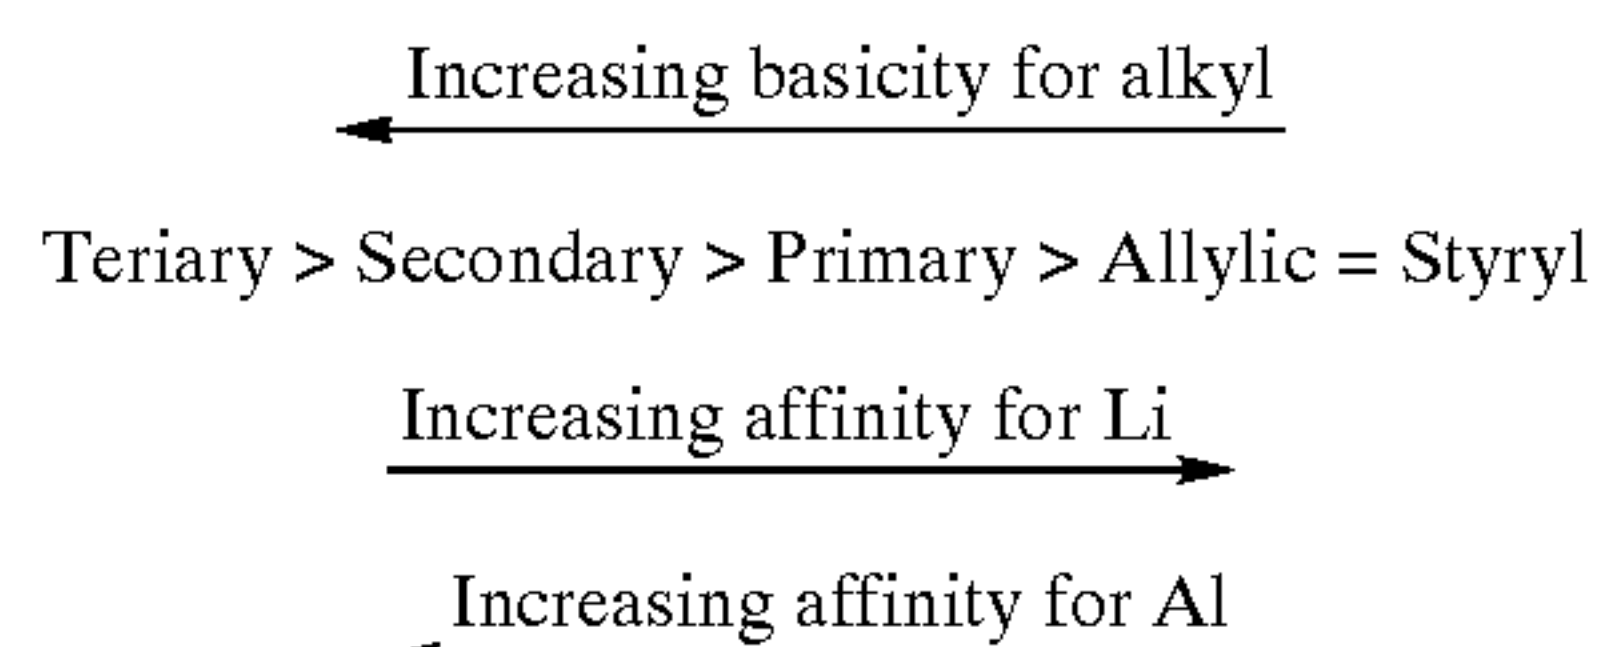 Increasing basicity for alkyl
Teriary > Secondary > Primary > Allylic = Styryl
Increasing affinity for Li
Increasing affinity for Al